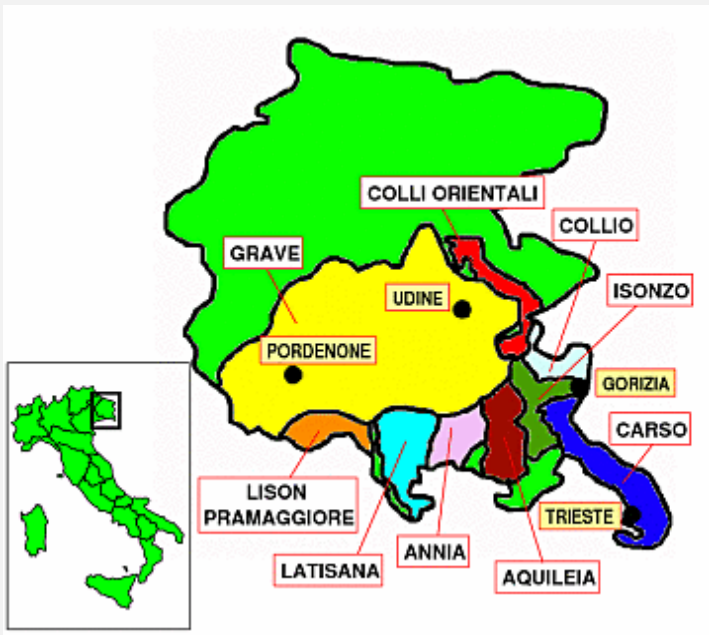 COLLI ORIENTALI
COLLIO
GRAVE
ISONZO
UDINE
PORDENONE
GORIZIA
CARSO
LISON
PRAMAGGIORE
TRIESTE
ANNIA
LATISANA
AQUILEIA